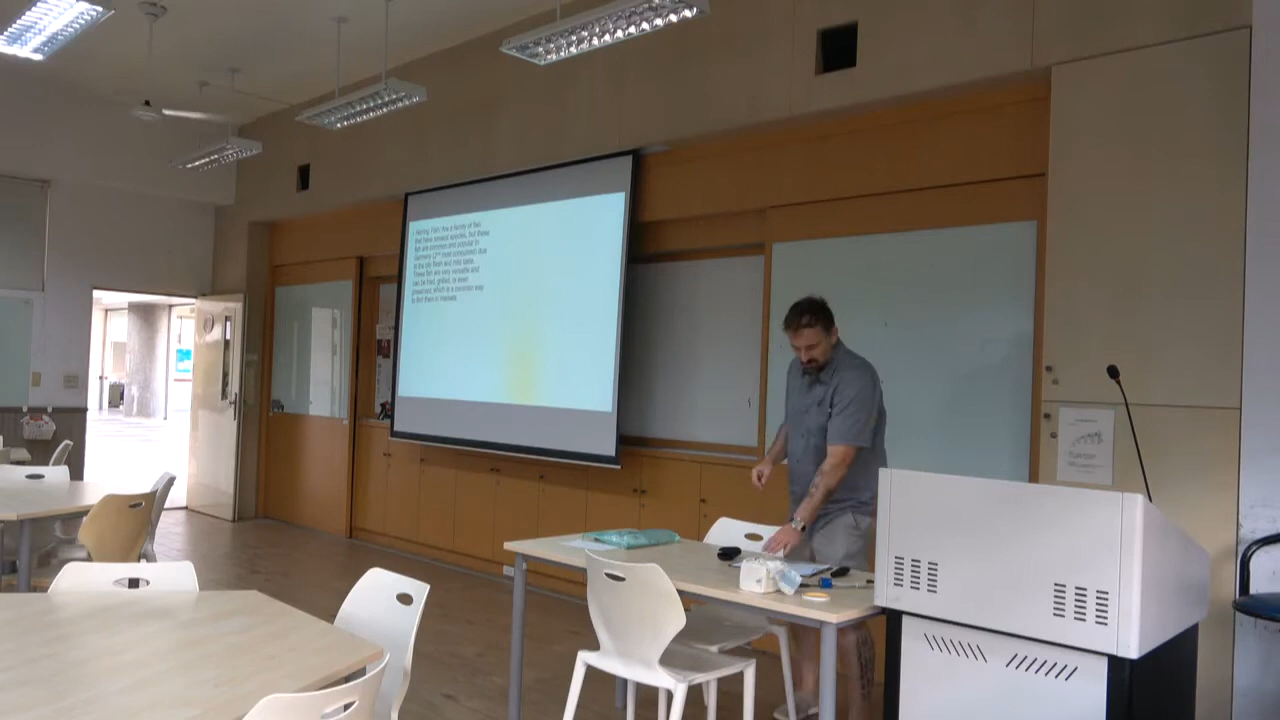 Herring Fish: Are a family of fish
that have several species, but these
fish are common and popular in
Germany (2nd most consumed) due
to the oily flesh and mild taste.
These fish are very versatile and
can be fried, grilled, or even
preserved, which is a common way
to find them in markets.